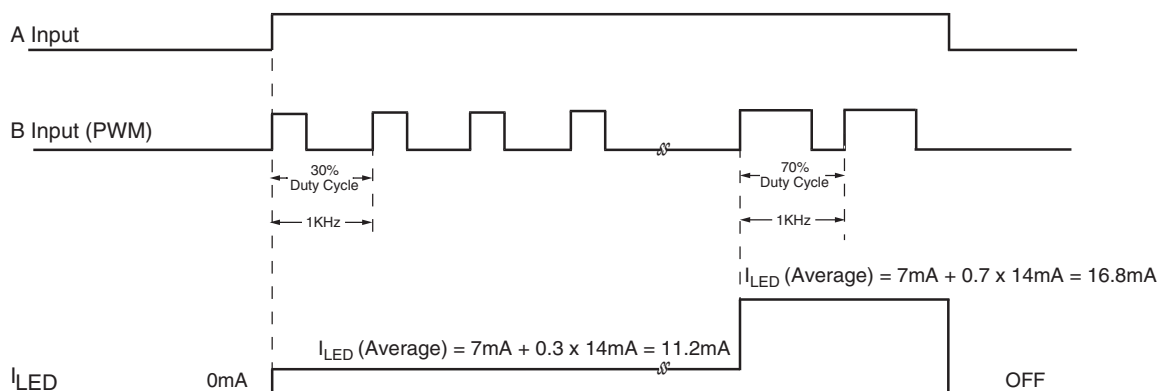 A Input
B Input (PWM)
30%
Duty Cycle
1KHz
70%
Duty Cycle
1KHz
I_LED (Average) = 7mA + 0.7 x 14mA = 16.8mA
I_LED (Average) = 7mA + 0.3 x 14mA = 11.2mA
I_LED 0mA OFF